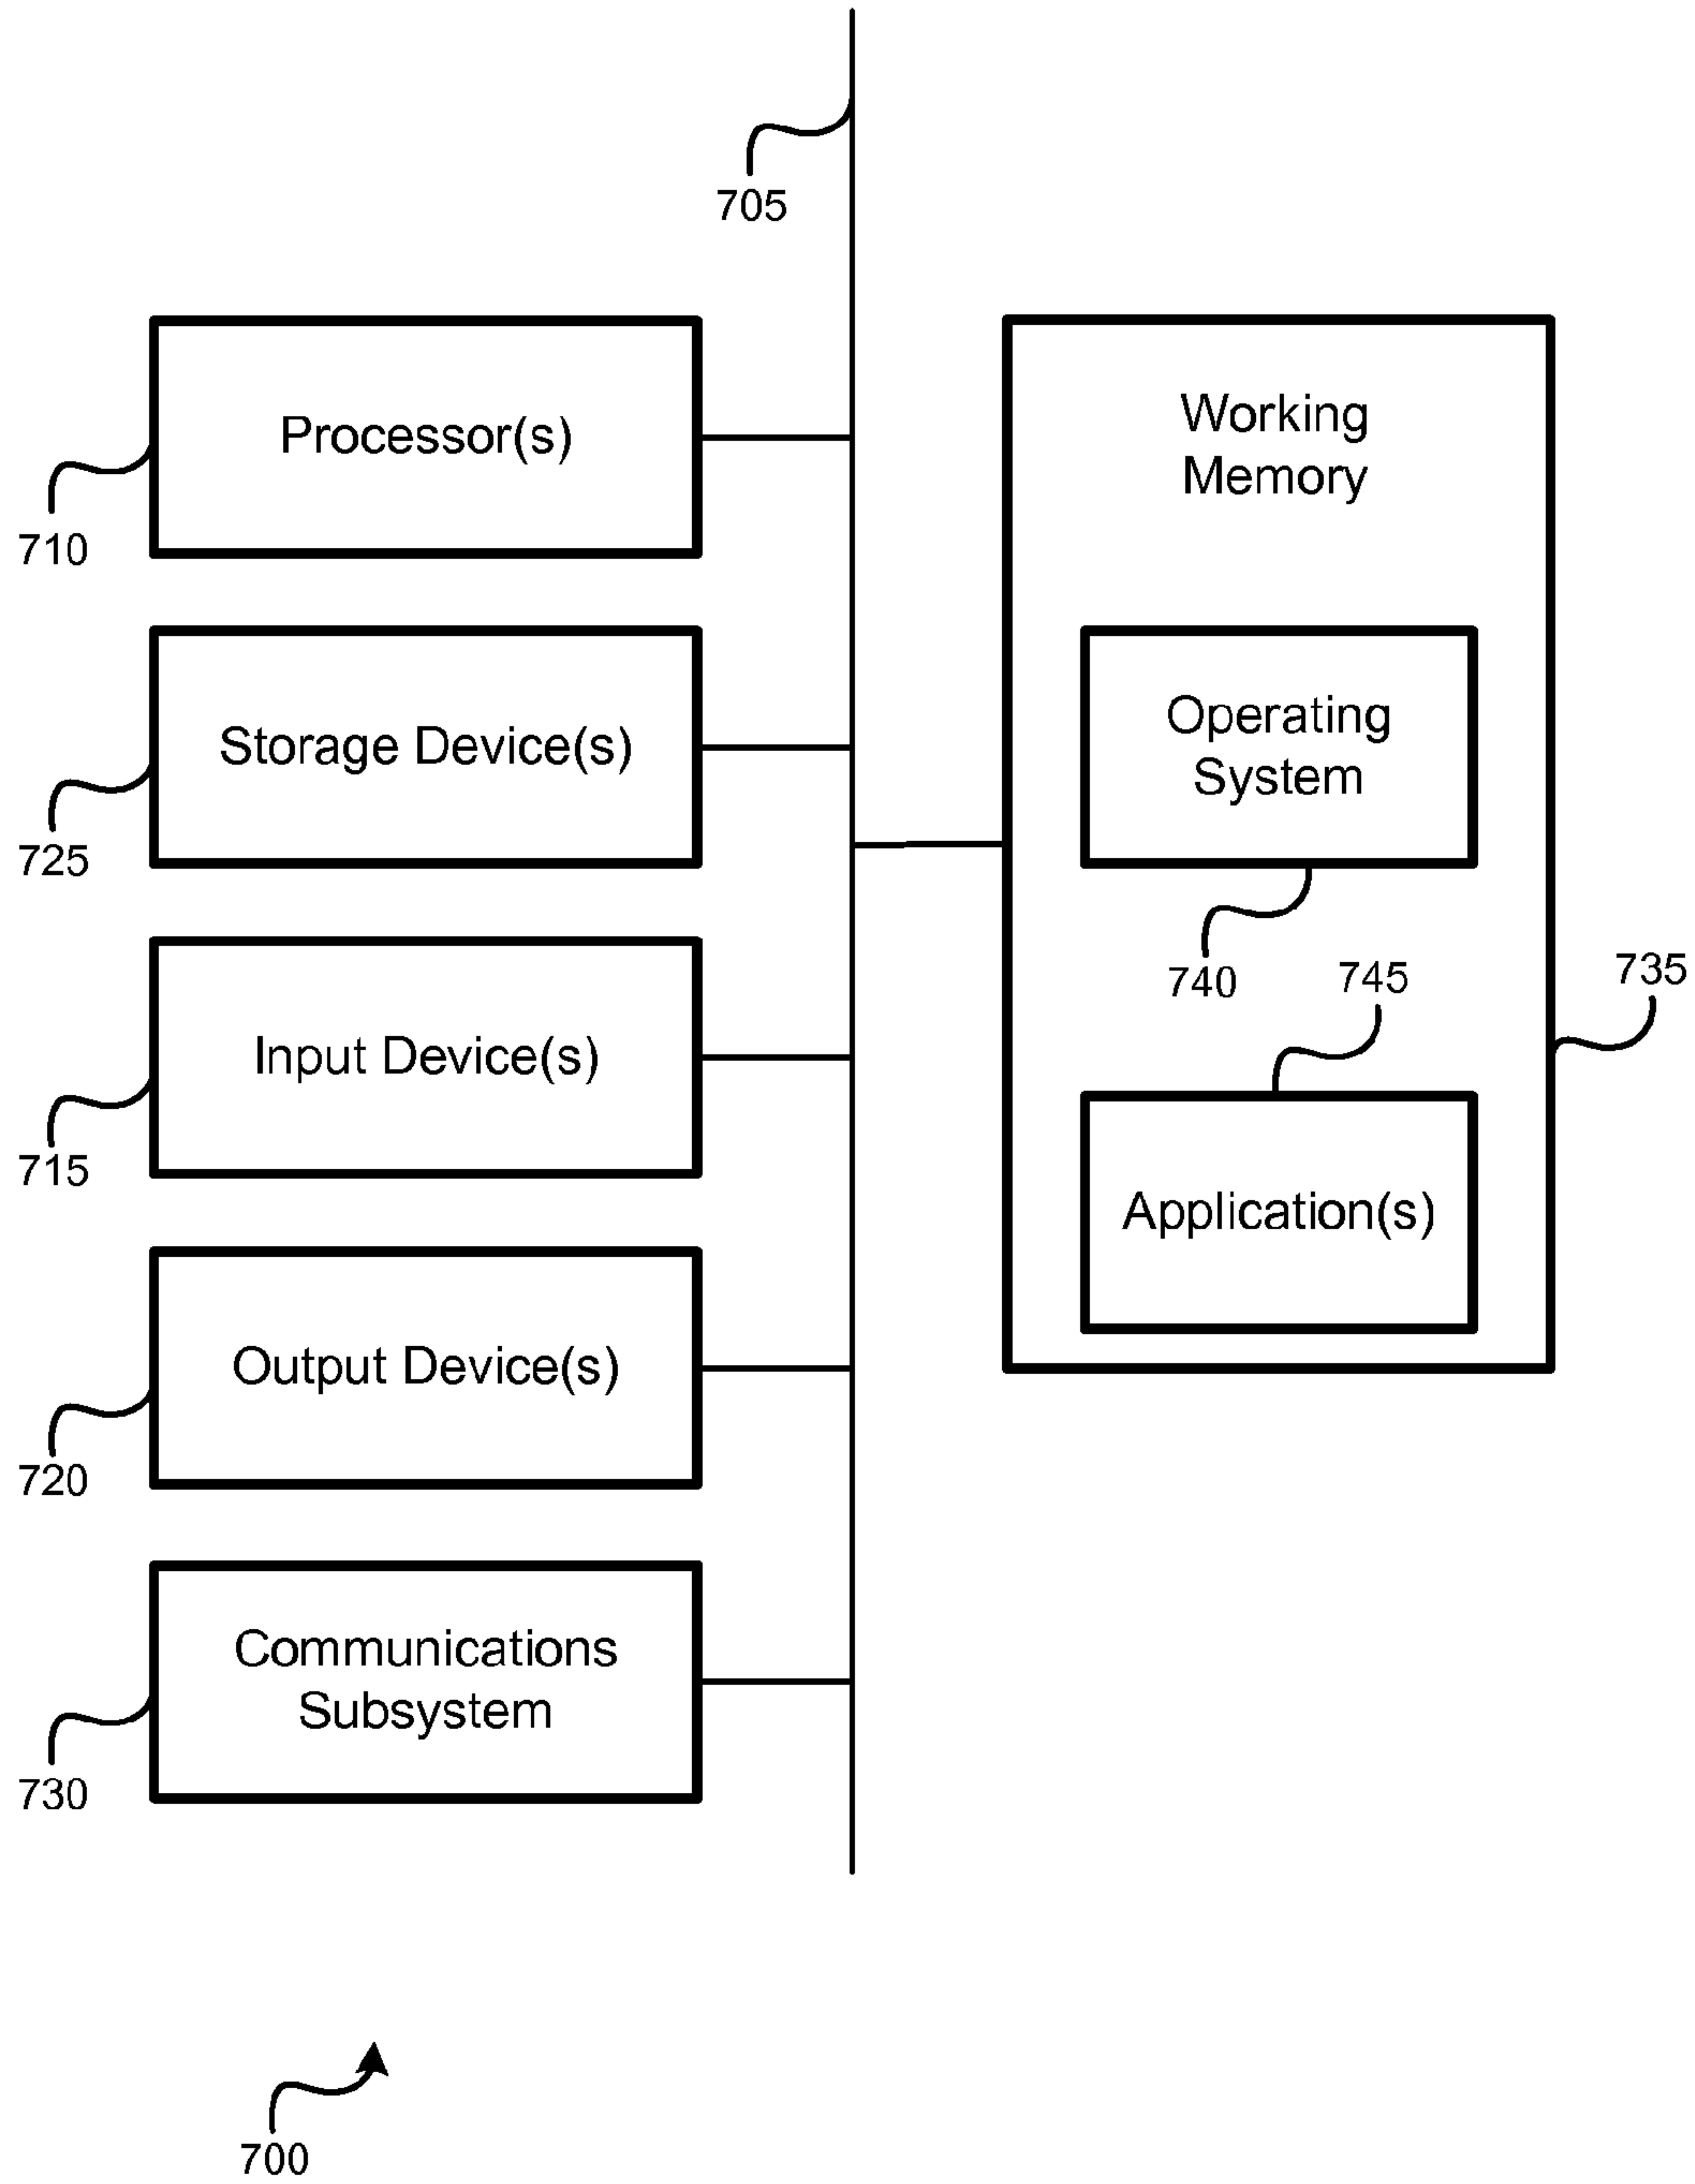 705
Processor(s)
710
Storage Device(s)
725
Input Device(s)
715
Output Device(s)
720
Communications
Subsystem
730
Working
Memory
Operating
System
740
745
735
Application(s)
700